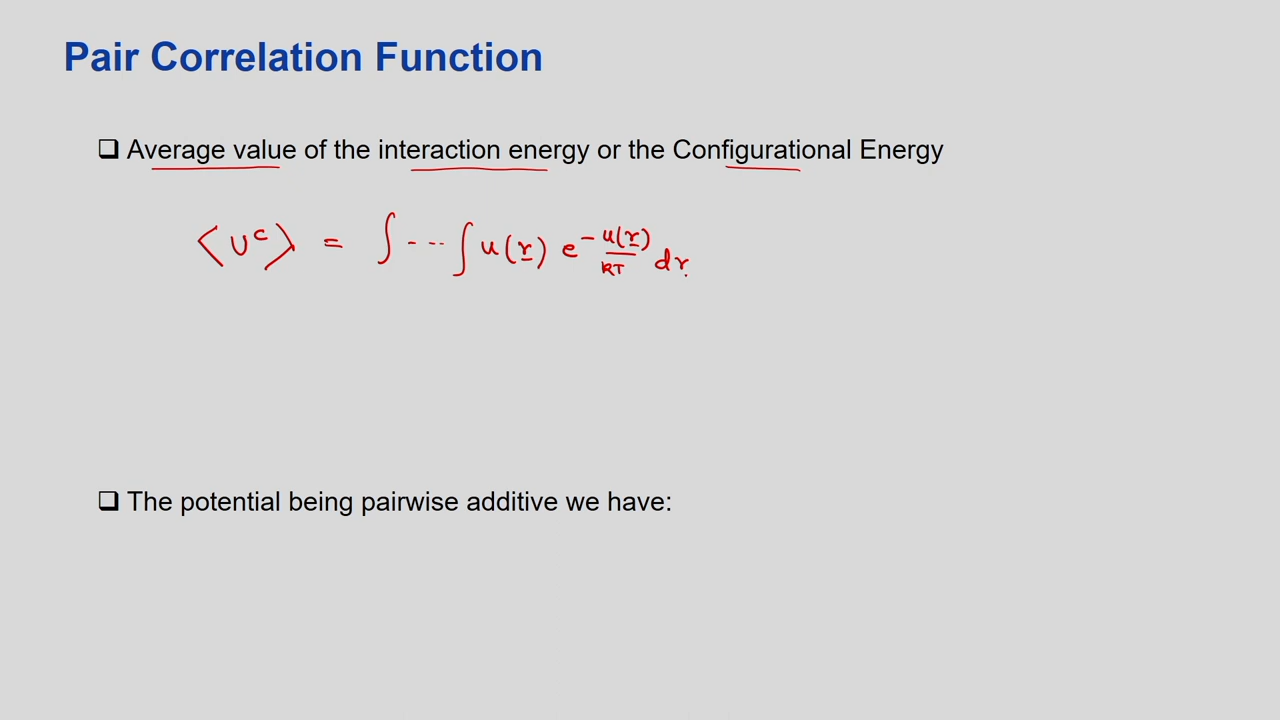 Pair Correlation Function
❑ Average value of the interaction energy or the Configurational Energy
⟨U^c⟩ = ∫ --- ∫ u(r) e^{-u(r)/kT} dr
❑ The potential being pairwise additive we have: